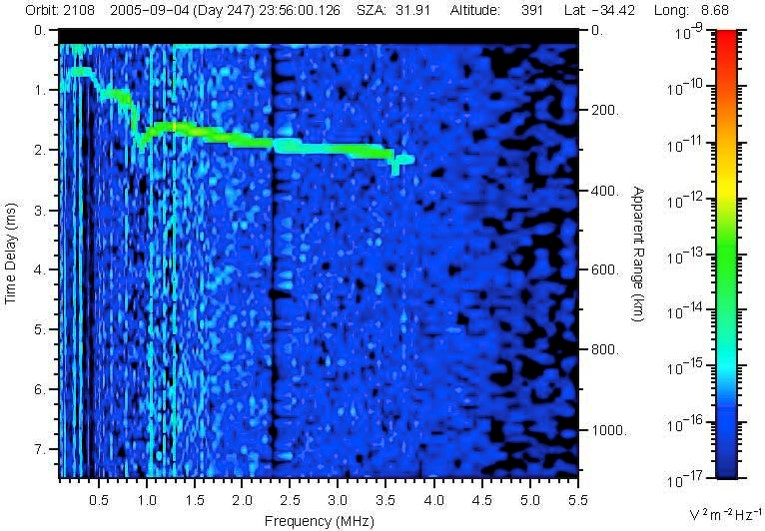 Orbit: 2108 2005-09-04 (Day 247) 23:56:00.126 SZA: 31.91 Altitude: 391 Lat: -34.42 Long: 8.68
0. 0. 10⁻⁹
1. 200. 10⁻¹⁰
2. 400. 10⁻¹¹
3. 600. 10⁻¹²
4. 800. 10⁻¹³
5. 1000. 10⁻¹⁴
6. 10⁻¹⁵
7. 10⁻¹⁶
10⁻¹⁷
Time Delay (ms)
Apparent Range (km)
0.5 1.0 1.5 2.0 2.5 3.0 3.5 4.0 4.5 5.0 5.5
Frequency (MHz)
V² m⁻² Hz⁻¹